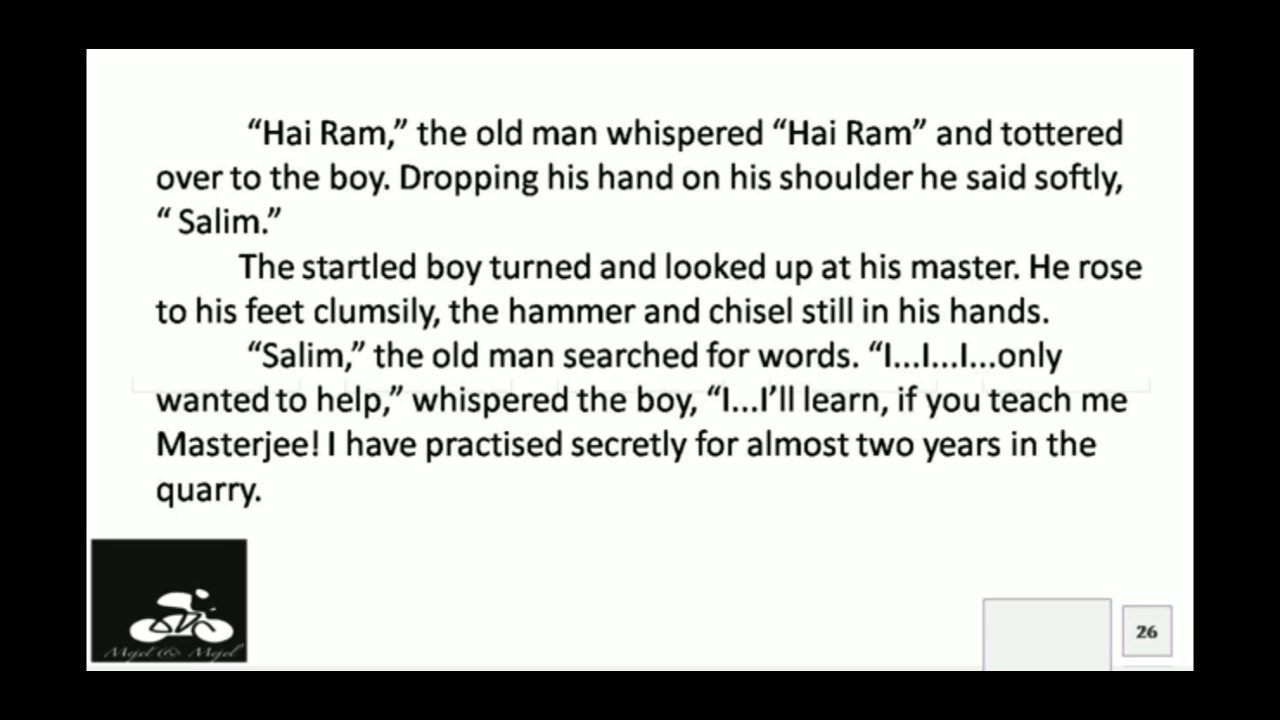 “Hai Ram,” the old man whispered “Hai Ram” and tottered
over to the boy. Dropping his hand on his shoulder he said softly,
“ Salim.”
The startled boy turned and looked up at his master. He rose
to his feet clumsily, the hammer and chisel still in his hands.
“Salim,” the old man searched for words. “I...I...I...only
wanted to help,” whispered the boy, “I...I’ll learn, if you teach me
Masterjee! I have practised secretly for almost two years in the
quarry.
26